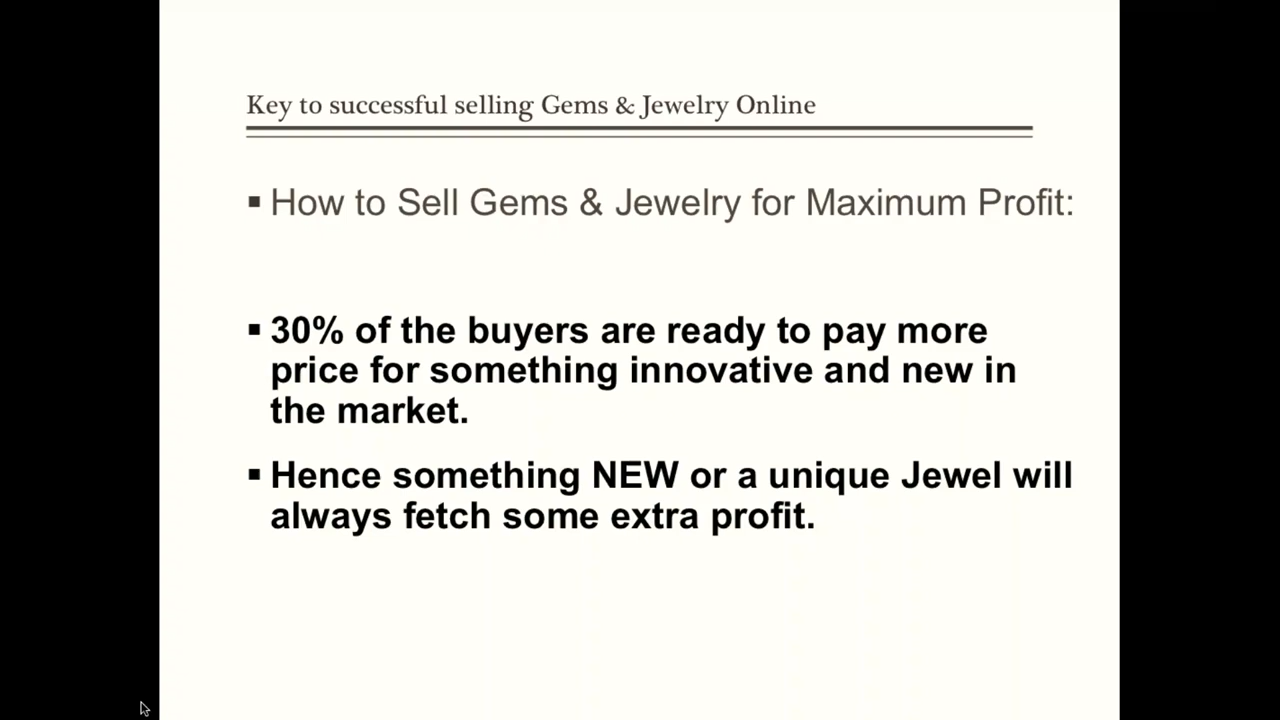 Key to successful selling Gems & Jewelry Online
▪ How to Sell Gems & Jewelry for Maximum Profit:
▪ 30% of the buyers are ready to pay more
price for something innovative and new in
the market.
▪ Hence something NEW or a unique Jewel will
always fetch some extra profit.